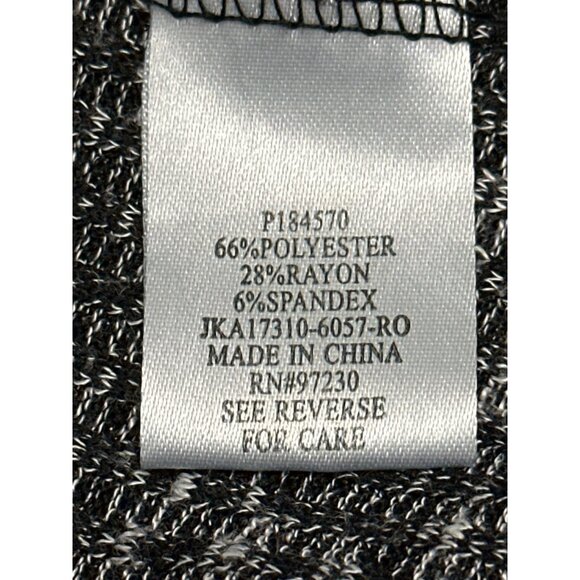 P184570
66%POLYESTER
28%RAYON
6%SPANDEX
JKA17310-6057-RO
MADE IN CHINA
RN#97230
SEE REVERSE
FOR CARE